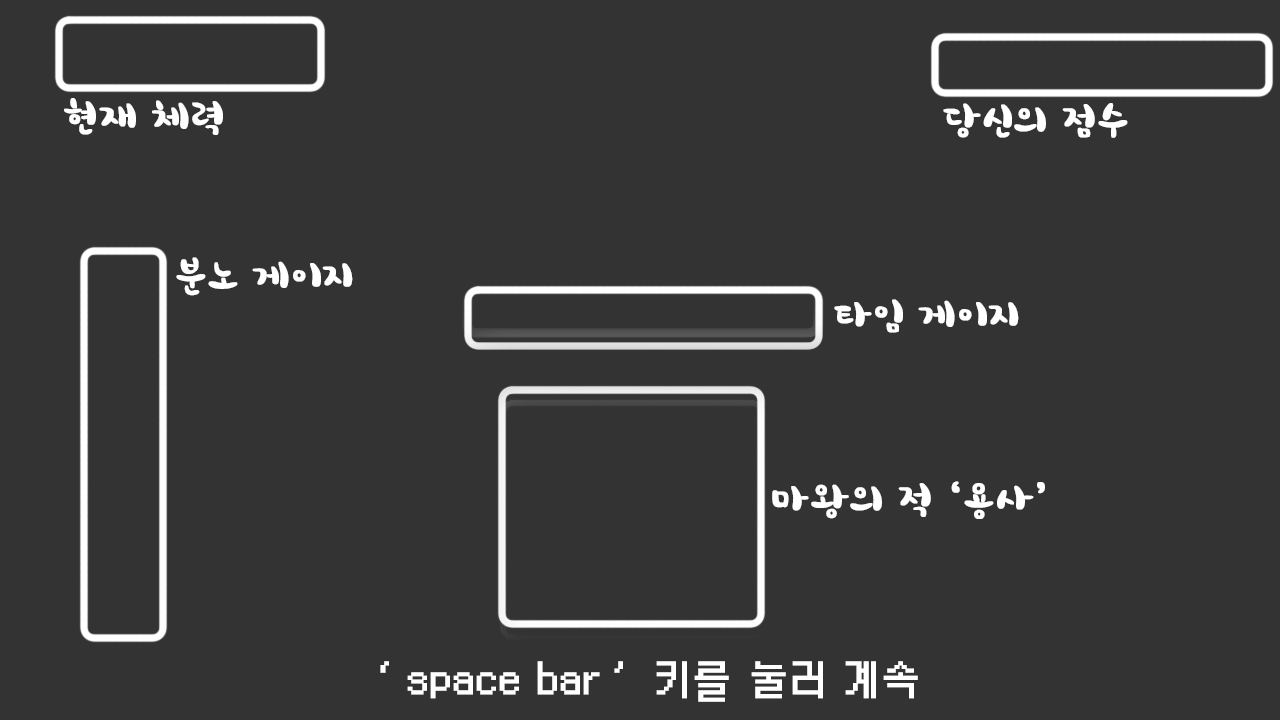 현재 체력
당신의 점수
분노 게이지
타임 게이지
마왕의 적 ‘용사’
' space bar ' 키를 눌러 계속